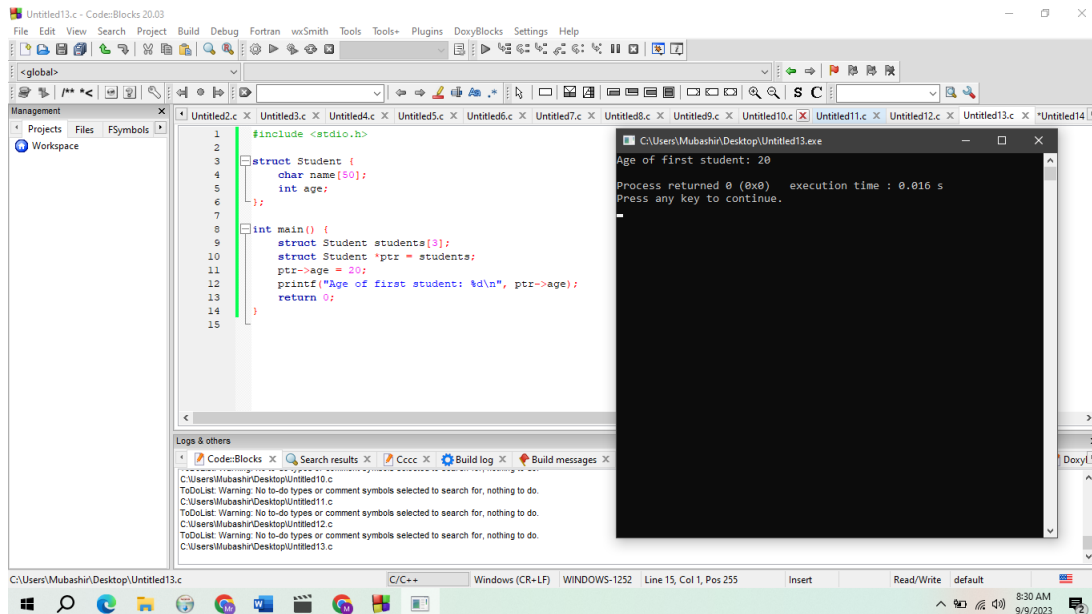 Untitled13.c - Code::Blocks 20.03
File Edit View Search Project Build Debug Fortran wxSmith Tools Tools+ Plugins DoxyBlocks Settings Help
<global>
/** *<
S C
Management
Projects Files FSymbols
Workspace
Untitled2.c Untitled3.c Untitled4.c Untitled5.c Untitled6.c Untitled7.c Untitled8.c Untitled9.c Untitled10.c Untitled11.c Untitled12.c Untitled13.c *Untitled14
1 #include <stdio.h>
2
3 struct Student {
4 char name[50];
5 int age;
6 };
7
8 int main() {
9 struct Student students[3];
10 struct Student *ptr = students;
11 ptr->age = 20;
12 printf("Age of first student: %d\n", ptr->age);
13 return 0;
14 }
15
C:\Users\Mubashir\Desktop\Untitled13.exe
Age of first student: 20
Process returned 0 (0x0) execution time : 0.016 s
Press any key to continue.
Logs & others
Code::Blocks Search results Cccc Build log Build messages
C:\Users\Mubashir\Desktop\Untitled10.c
ToDoList: Warning: No to-do types or comment symbols selected to search for, nothing to do.
C:\Users\Mubashir\Desktop\Untitled11.c
ToDoList: Warning: No to-do types or comment symbols selected to search for, nothing to do.
C:\Users\Mubashir\Desktop\Untitled12.c
ToDoList: Warning: No to-do types or comment symbols selected to search for, nothing to do.
C:\Users\Mubashir\Desktop\Untitled13.c
C:\Users\Mubashir\Desktop\Untitled13.c C/C++ Windows (CR+LF) WINDOWS-1252 Line 15, Col 1, Pos 255 Insert Read/Write default
8:30 AM
9/9/2023